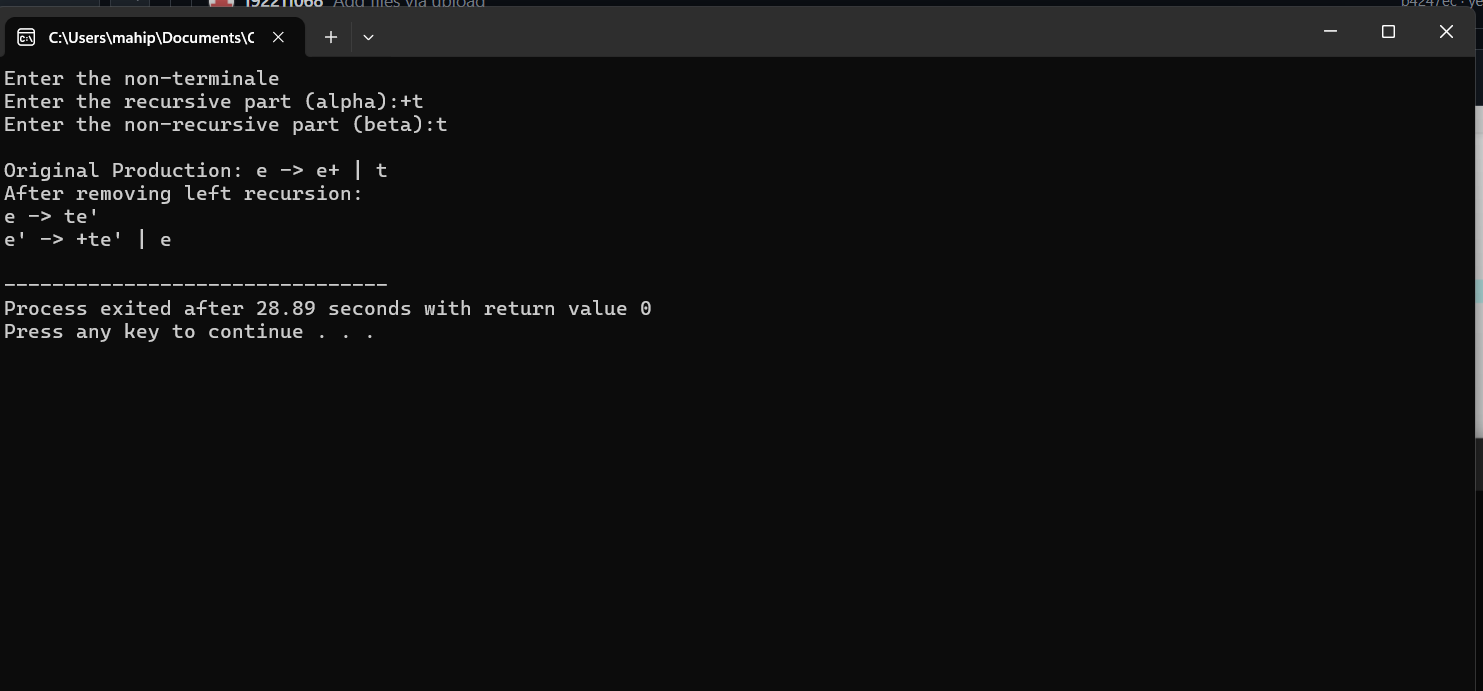 Add files via upload
C:\Users\mahip\Documents\C
Enter the non-terminale
Enter the recursive part (alpha):+t
Enter the non-recursive part (beta):t
Original Production: e -> e+ | t
After removing left recursion:
e -> te'
e' -> +te' | e
--------------------------------
Process exited after 28.89 seconds with return value 0
Press any key to continue . . .